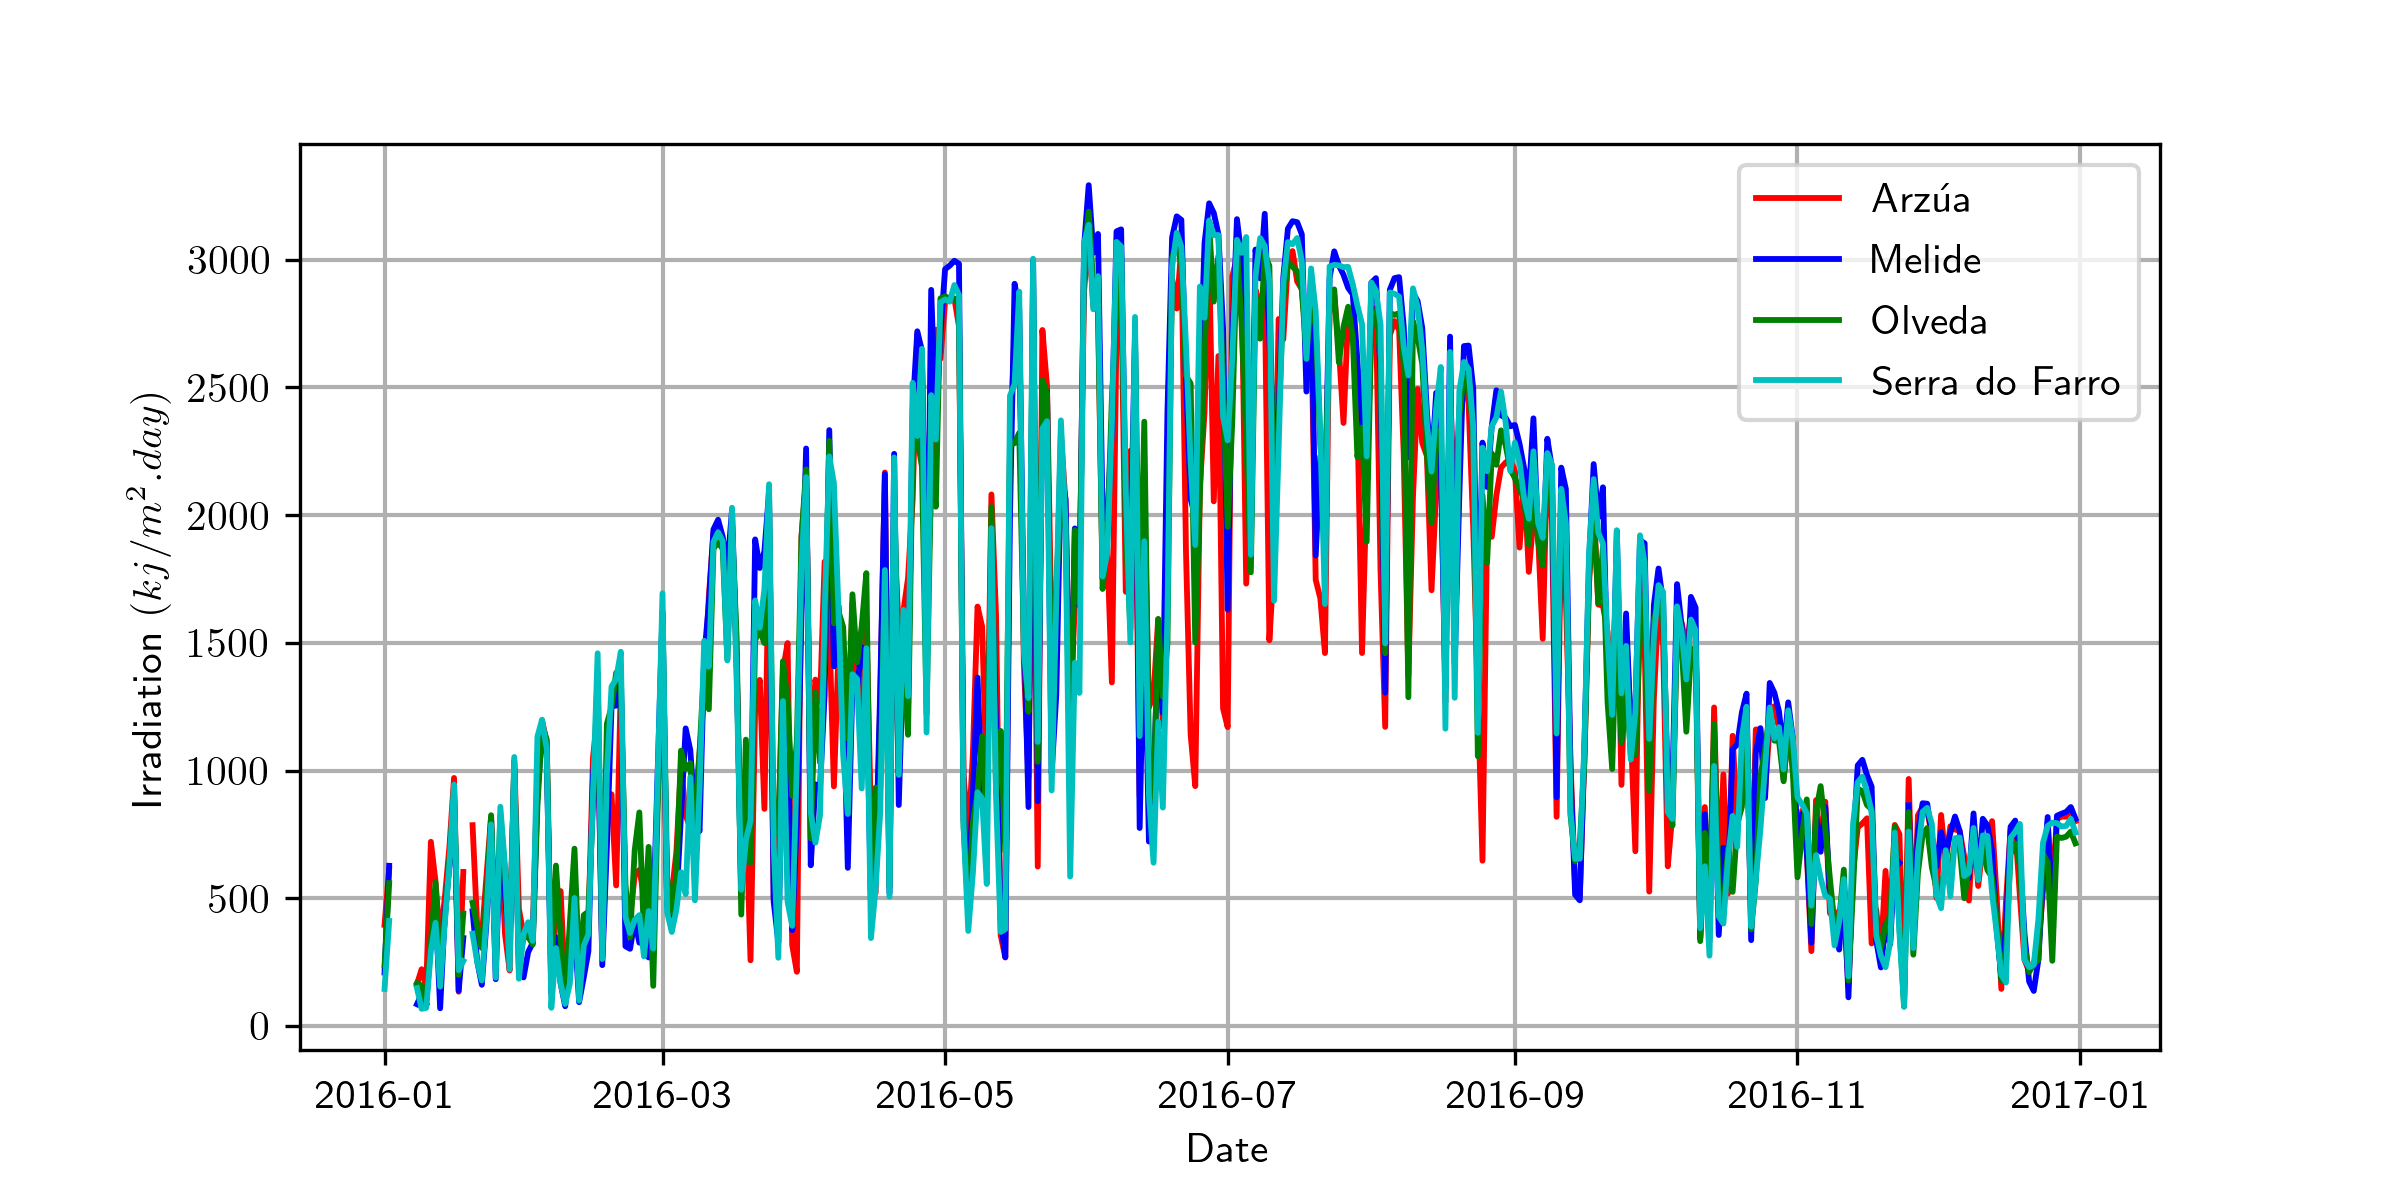 Arzúa
Melide
Olveda
Serra do Farro
3000
2500
2000
1500
1000
500
0
Irradiation (kj/m².day)
2016-01 2016-03 2016-05 2016-07 2016-09 2016-11 2017-01
Date